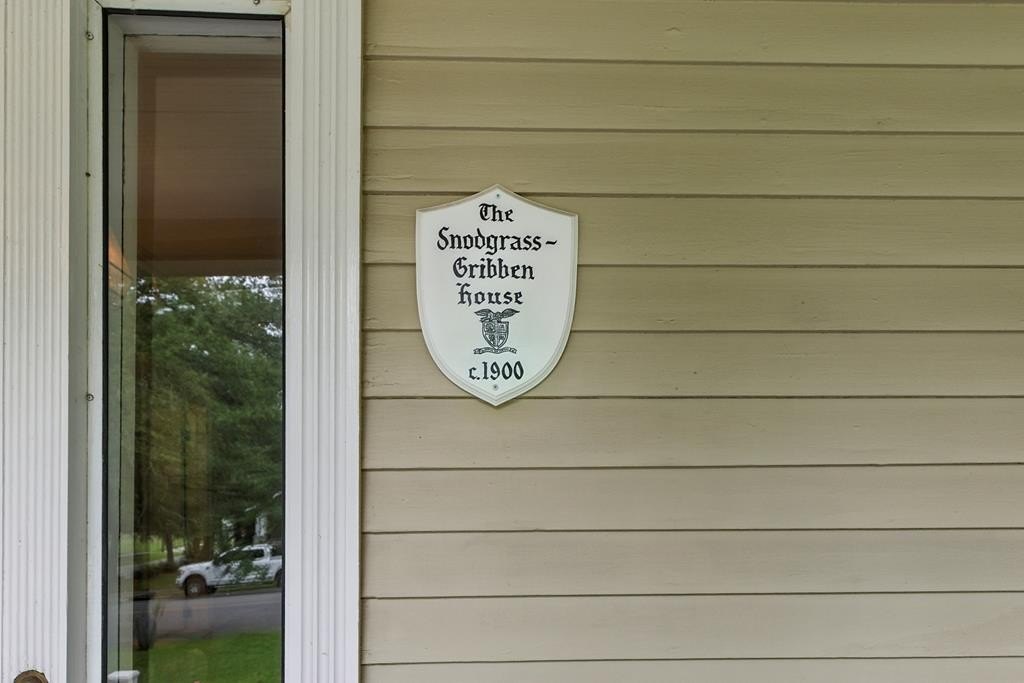 The
Snodgrass-
Gribben
House
c.1900